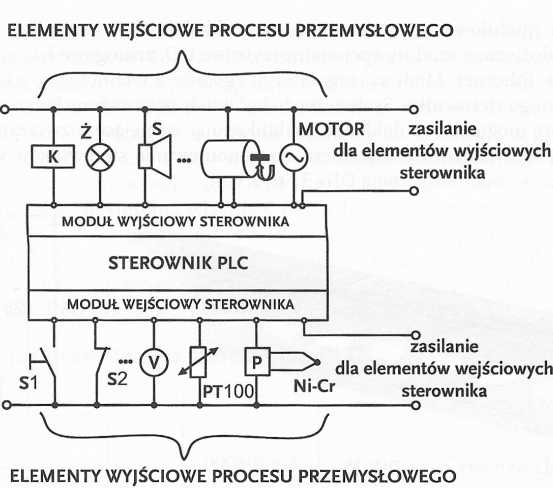 ELEMENTY WEJŚCIOWE PROCESU PRZEMYSŁOWEGO
K
Ż
S
...
MOTOR
zasilanie
dla elementów wyjściowych
sterownika
MODUŁ WYJŚCIOWY STEROWNIKA
STEROWNIK PLC
MODUŁ WEJŚCIOWY STEROWNIKA
S1
S2
...
V
PT100
P
Ni-Cr
zasilanie
dla elementów wejściowych
sterownika
ELEMENTY WYJŚCIOWE PROCESU PRZEMYSŁOWEGO